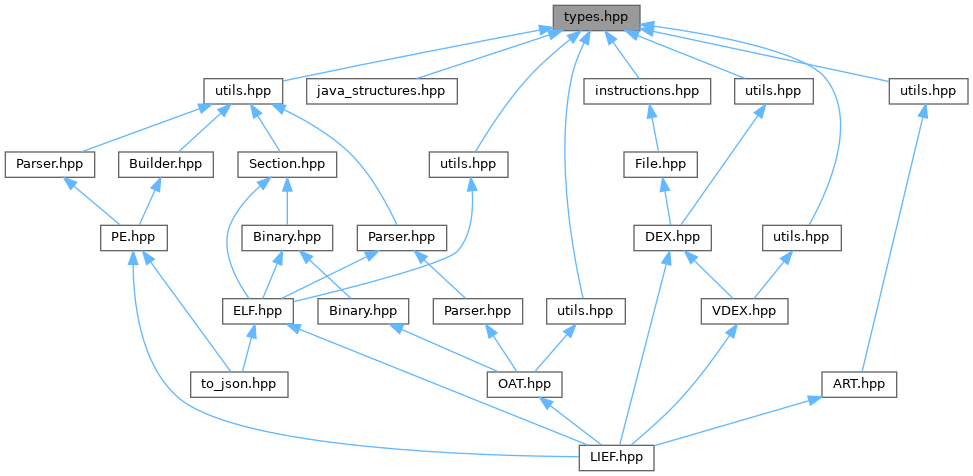 types.hpp
utils.hpp
java_structures.hpp
instructions.hpp
utils.hpp
utils.hpp
Parser.hpp
Builder.hpp
Section.hpp
utils.hpp
File.hpp
PE.hpp
Binary.hpp
Parser.hpp
DEX.hpp
utils.hpp
ELF.hpp
Binary.hpp
Parser.hpp
utils.hpp
VDEX.hpp
to_json.hpp
OAT.hpp
ART.hpp
LIEF.hpp